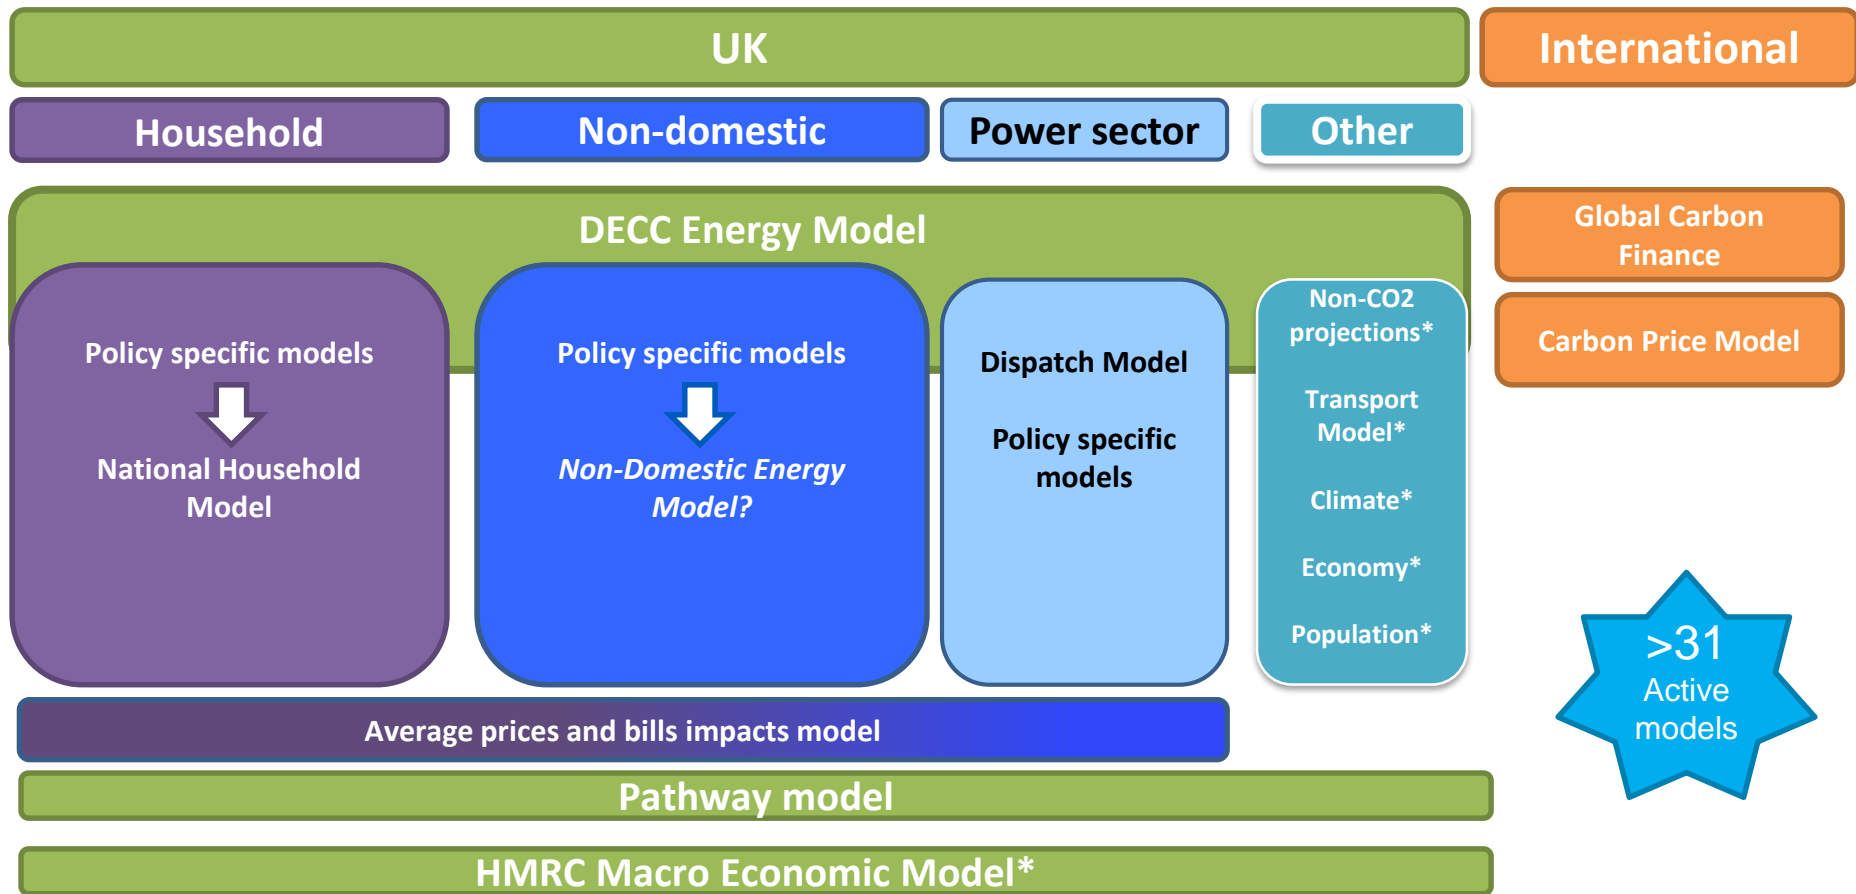 UK
International
Household
Non-domestic
Power sector
Other
DECC Energy Model
Policy specific models
National Household
Model
Policy specific models
Non-Domestic Energy
Model?
Dispatch Model
Policy specific
models
Non-CO2
projections*
Transport
Model*
Climate*
Economy*
Population*
Global Carbon
Finance
Carbon Price Model
>31
Active
models
Average prices and bills impacts model
Pathway model
HMRC Macro Economic Model*